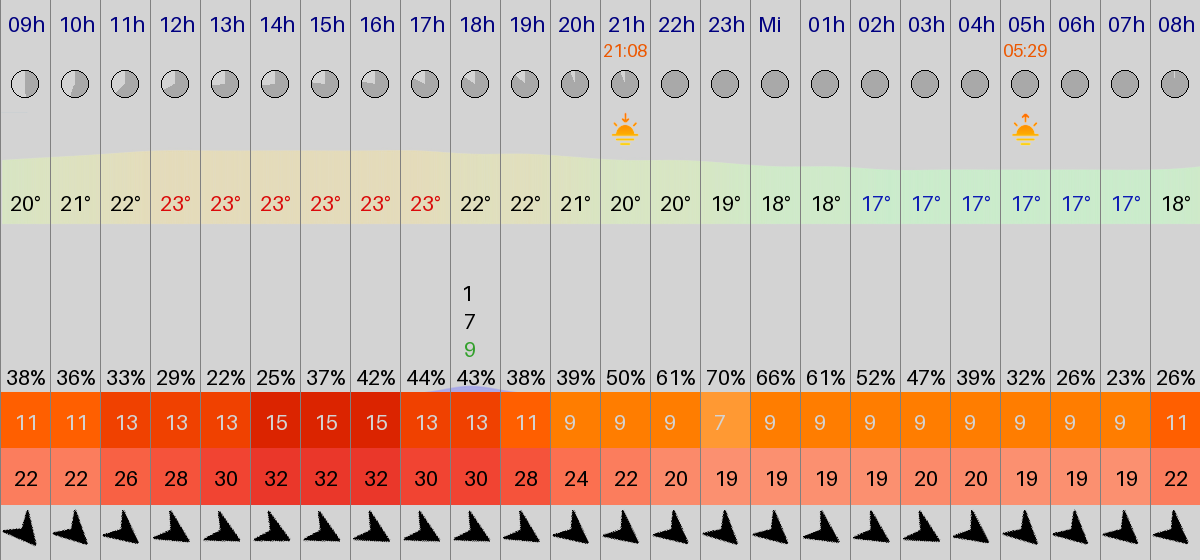 09h 10h 11h 12h 13h 14h 15h 16h 17h 18h 19h 20h 21h 22h 23h Mi 01h 02h 03h 04h 05h 06h 07h 08h
21:08 05:29
20° 21° 22° 23° 23° 23° 23° 23° 23° 22° 22° 21° 20° 20° 19° 18° 18° 17° 17° 17° 17° 17° 17° 18°
1
7
9
38% 36% 33% 29% 22% 25% 37% 42% 44% 43% 38% 39% 50% 61% 70% 66% 61% 52% 47% 39% 32% 26% 23% 26%
11 11 13 13 13 15 15 15 13 13 11 9 9 9 7 9 9 9 9 9 9 9 9 11
22 22 26 28 30 32 32 32 30 30 28 24 22 20 19 19 19 19 20 20 19 19 19 22